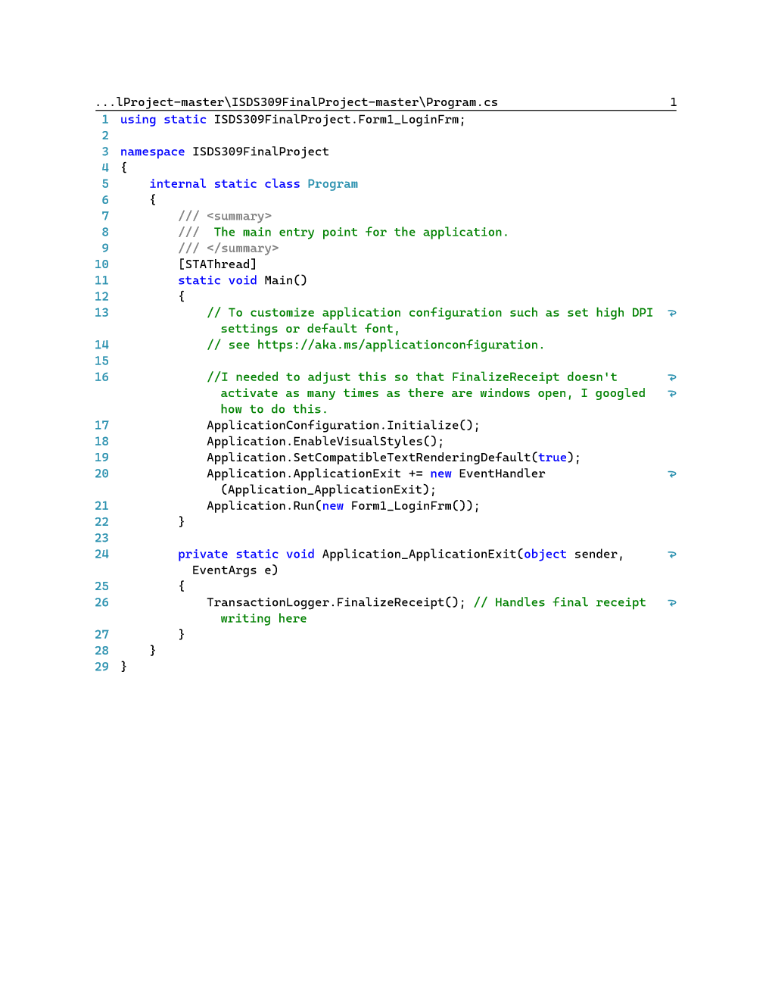 ...lProject-master\ISDS309FinalProject-master\Program.cs 1
1 using static ISDS309FinalProject.Form1_LoginFrm;
2
3 namespace ISDS309FinalProject
4 {
5     internal static class Program
6     {
7         /// <summary>
8         ///  The main entry point for the application.
9         /// </summary>
10         [STAThread]
11         static void Main()
12         {
13             // To customize application configuration such as set high DPI
settings or default font,
14             // see https://aka.ms/applicationconfiguration.
15
16             //I needed to adjust this so that FinalizeReceipt doesn't
activate as many times as there are windows open, I googled
how to do this.
17             ApplicationConfiguration.Initialize();
18             Application.EnableVisualStyles();
19             Application.SetCompatibleTextRenderingDefault(true);
20             Application.ApplicationExit += new EventHandler
(Application_ApplicationExit);
21             Application.Run(new Form1_LoginFrm());
22         }
23
24         private static void Application_ApplicationExit(object sender,
EventArgs e)
25         {
26             TransactionLogger.FinalizeReceipt(); // Handles final receipt
writing here
27         }
28     }
29 }